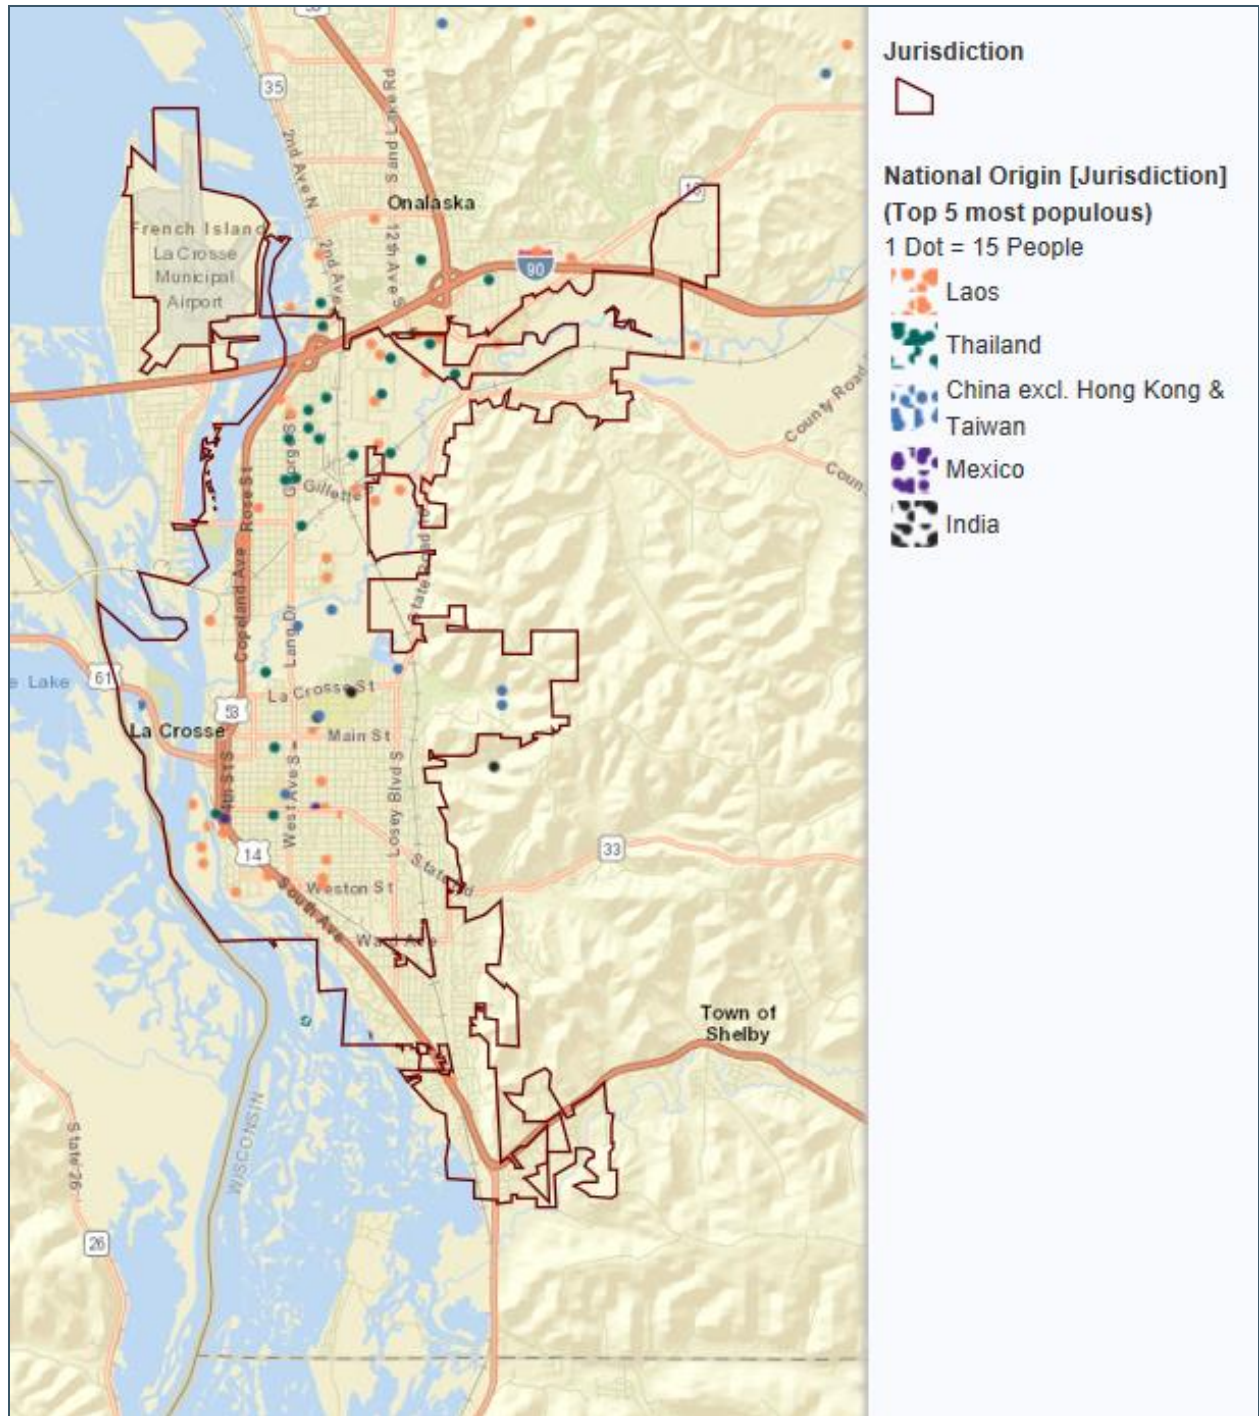 35
2nd Ave N
Sand Lake Rd
16
Onalaska
12th Ave S
2nd Ave
French Island
La Crosse
Municipal
Airport
90
County Road
Coun
George S
Gillette S
Rose St
Copeland Ave
State Road 16
Lang Dr
61
e Lake
53
La Crosse St
La Crosse
Main St
4th St S
West Ave S
Losey Blvd S
14
33
State Rd
Weston St
South Ave
Ward Ave
Town of
Shelby
WISCONSIN
State 26
26
Jurisdiction
National Origin [Jurisdiction]
(Top 5 most populous)
1 Dot = 15 People
Laos
Thailand
China excl. Hong Kong &
Taiwan
Mexico
India